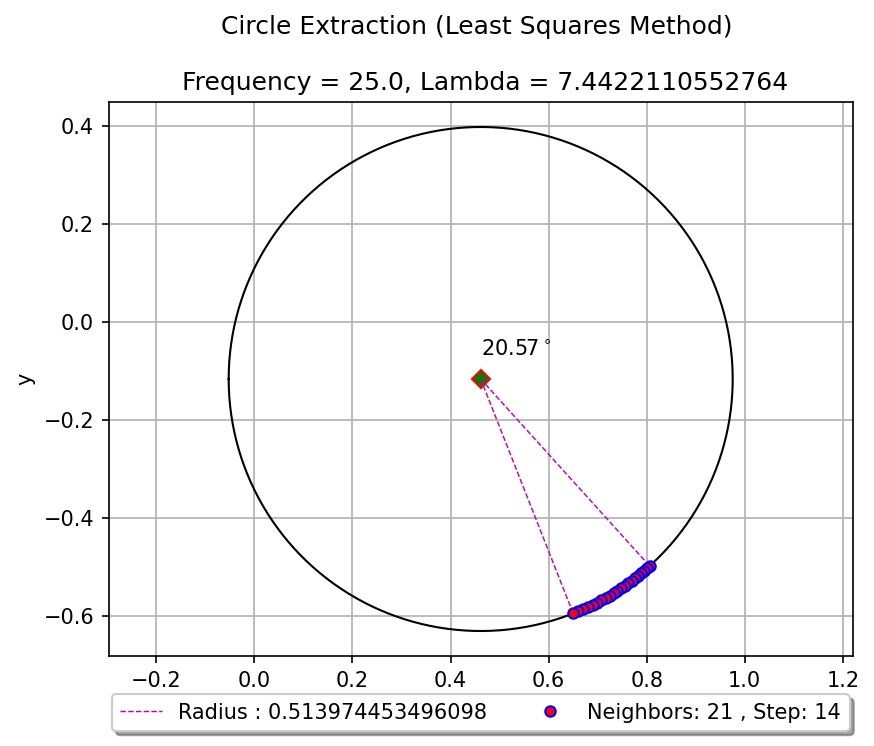 Circle Extraction (Least Squares Method)
Frequency = 25.0, Lambda = 7.4422110552764
0.4
0.2
0.0
−0.2
−0.4
−0.6
y
20.57°
−0.2 0.0 0.2 0.4 0.6 0.8 1.0 1.2
Radius : 0.513974453496098 Neighbors: 21 , Step: 14